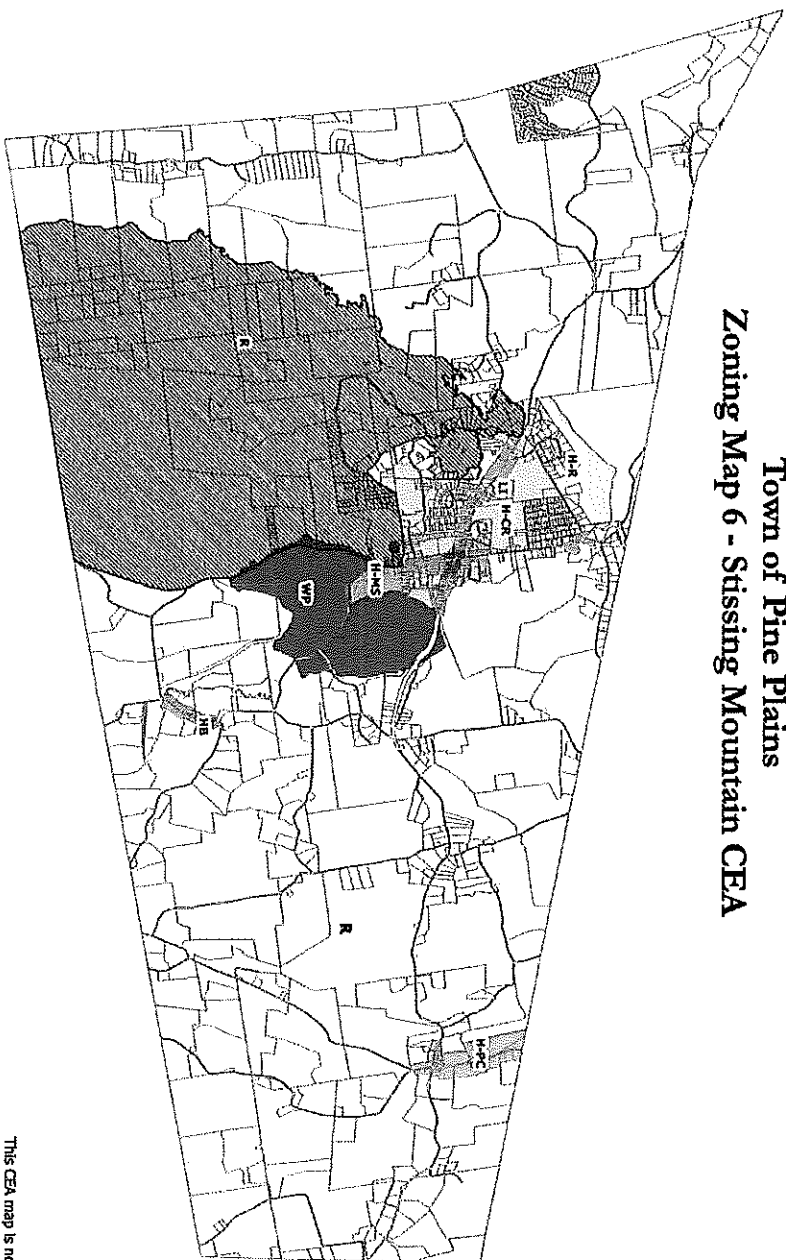 Town of Pine Plains
Zoning Map 6 - Stissing Mountain CEA
H-R
R
LI
H-CR
H-MS
WP
HB
R
H-PC
This CEA map is